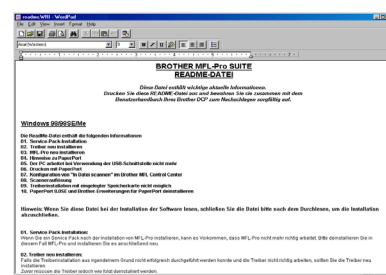 readme.WRI - WordPad
File Edit View Insert Format Help
Arial (Western)
BROTHER MFL-Pro SUITE
README-DATEI
Diese Datei enthält wichtige aktuelle Informationen.
Drucken Sie diese README-Datei aus und bewahren Sie sie zusammen mit dem
Benutzerhandbuch Ihres Brother DCP zum Nachschlagen sorgfältig auf.
Windows 98/98SE/Me
Die ReadMe-Datei enthält die folgenden Informationen
01. Service-Pack-Installation
02. Treiber neu installieren
03. MFL-Pro neu installieren
04. Hinweise zu PaperPort
05. Der PC arbeitet bei Verwendung der USB-Schnittstelle nicht mehr
06. Drucken mit PaperPort
07. Konfiguration von "In Datei scannen" im Brother MFL Control Center
08. Scannerauflösung
09. Treiberinstallation mit eingelegter Speicherkarte nicht möglich
10. PaperPort 8.0SE und Brother-Erweiterungen für PaperPort deinstallieren
Hinweis: Wenn Sie diese Datei bei der Installation der Software lesen, schließen Sie die Datei bitte nach dem Durchlesen, um die Installation
abzuschließen.
01. Service-Pack-Installation:
Wenn Sie ein Service Pack nach der Installation von MFL-Pro installieren, kann es vorkommen, dass MFL-Pro nicht mehr richtig arbeitet. Bitte deinstallieren Sie in
diesem Fall MFL-Pro und installieren Sie es anschließend neu.
02. Treiber neu installieren:
Falls die Treiberinstallation aus irgendeinem Grund nicht erfolgreich durchgeführt werden konnte und die Treiber nicht richtig arbeiten, sollten Sie die Treiber neu
installieren.
Zuvor müssen die Treiber jedoch wie folgt deinstalliert werden.